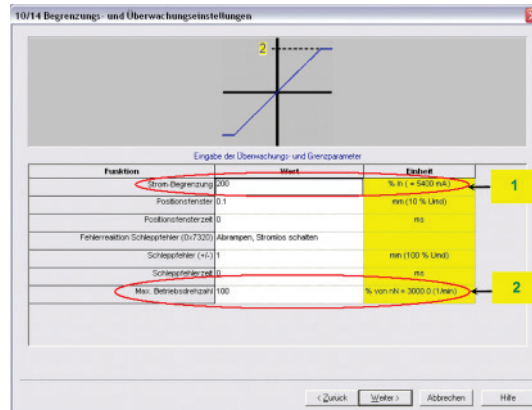 10/14 Begrenzungs- und Überwachungseinstellungen
2
Eingabe der Überwachungs- und Grenzparameter
Funktion Wert Einheit
Strom-Begrenzung 200 % In ( = 5400 mA)
1
Positionsfenster 0.1 mm (10 % Umd)
Positionsfensterzeit 0 ms
Fehlerreaktion Schleppfehler (0x7320) Abrampen, Stromlos schalten
Schleppfehler (+/-) 1 mm (100 % Umd)
Schleppfehlerzeit 0 ms
Max. Betriebsdrehzahl 100 % von nN = 3000.0 (1/min)
2
< Zurück Weiter > Abbrechen Hilfe